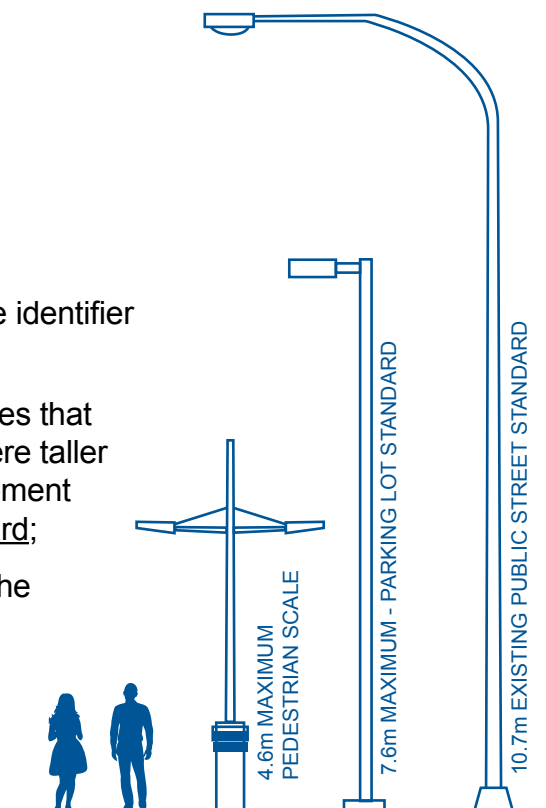 e identifier
es that
ere taller
ment
rd;
he
4.6m MAXIMUM
PEDESTRIAN SCALE
7.6m MAXIMUM - PARKING LOT STANDARD
10.7m EXISTING PUBLIC STREET STANDARD